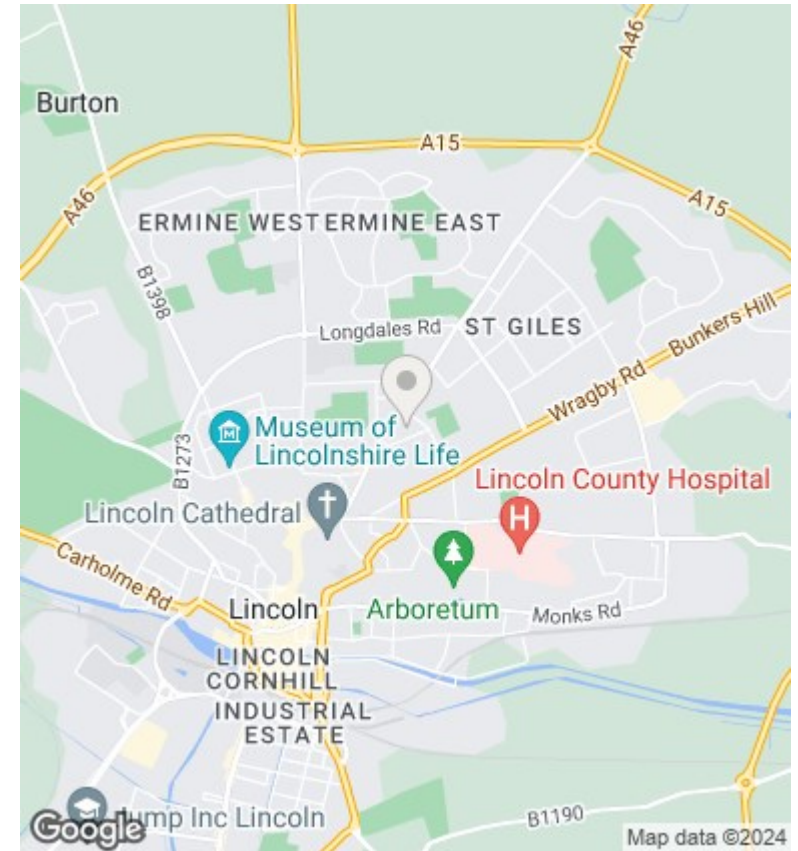 A46
Burton
A15
A46
A15
ERMINE WEST
ERMINE EAST
B1398
Bunkers Hill
Longdales Rd
ST GILES
Wragby Rd
Museum of
Lincolnshire Life
B1273
Lincoln County Hospital
Lincoln Cathedral
H
Carholme Rd
Lincoln
Arboretum
Monks Rd
LINCOLN
CORNHILL
INDUSTRIAL
ESTATE
Jump Inc Lincoln
B1190
Google
Map data ©2024